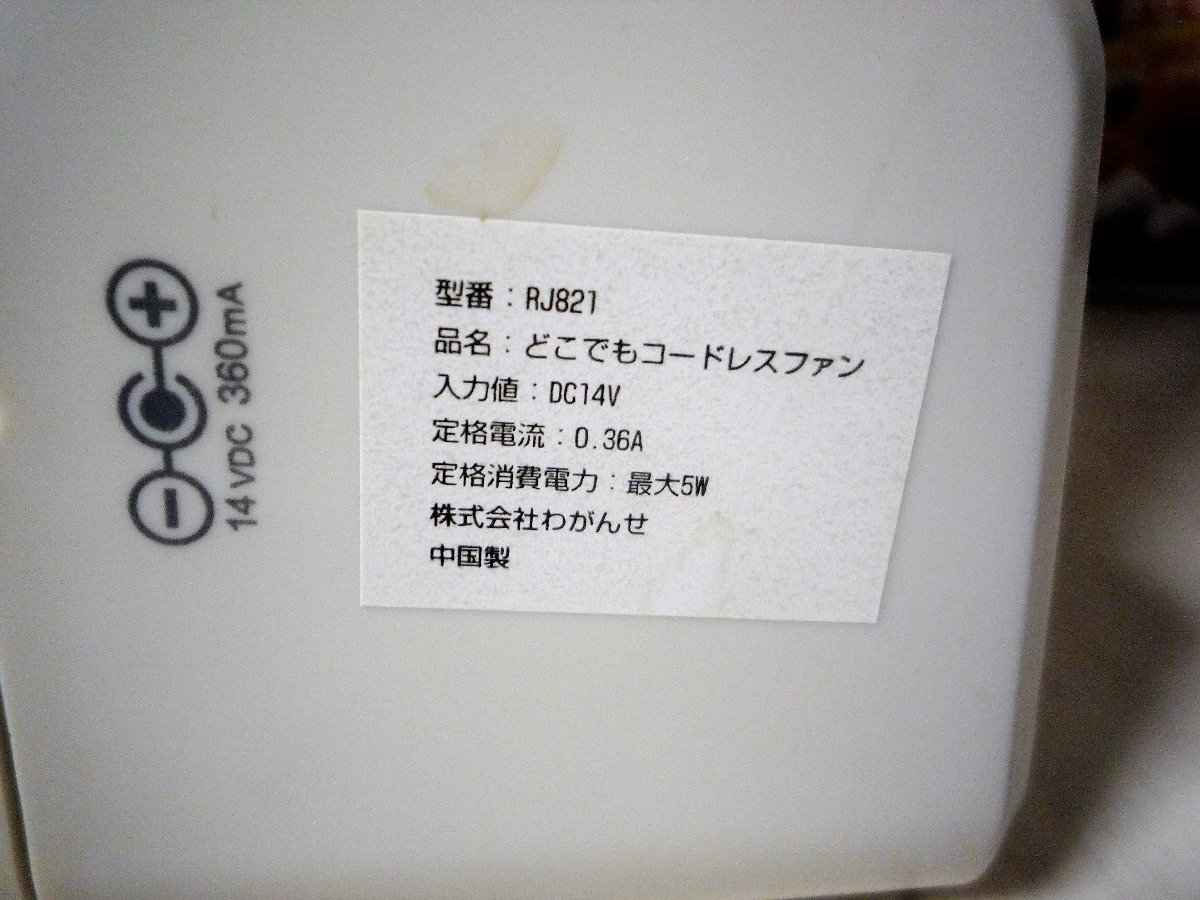 14 VDC 360mA
型番：RJ821
品名：どこでもコードレスファン
入力値：DC14V
定格電流：0.36A
定格消費電力：最大5W
株式会社わがんせ
中国製